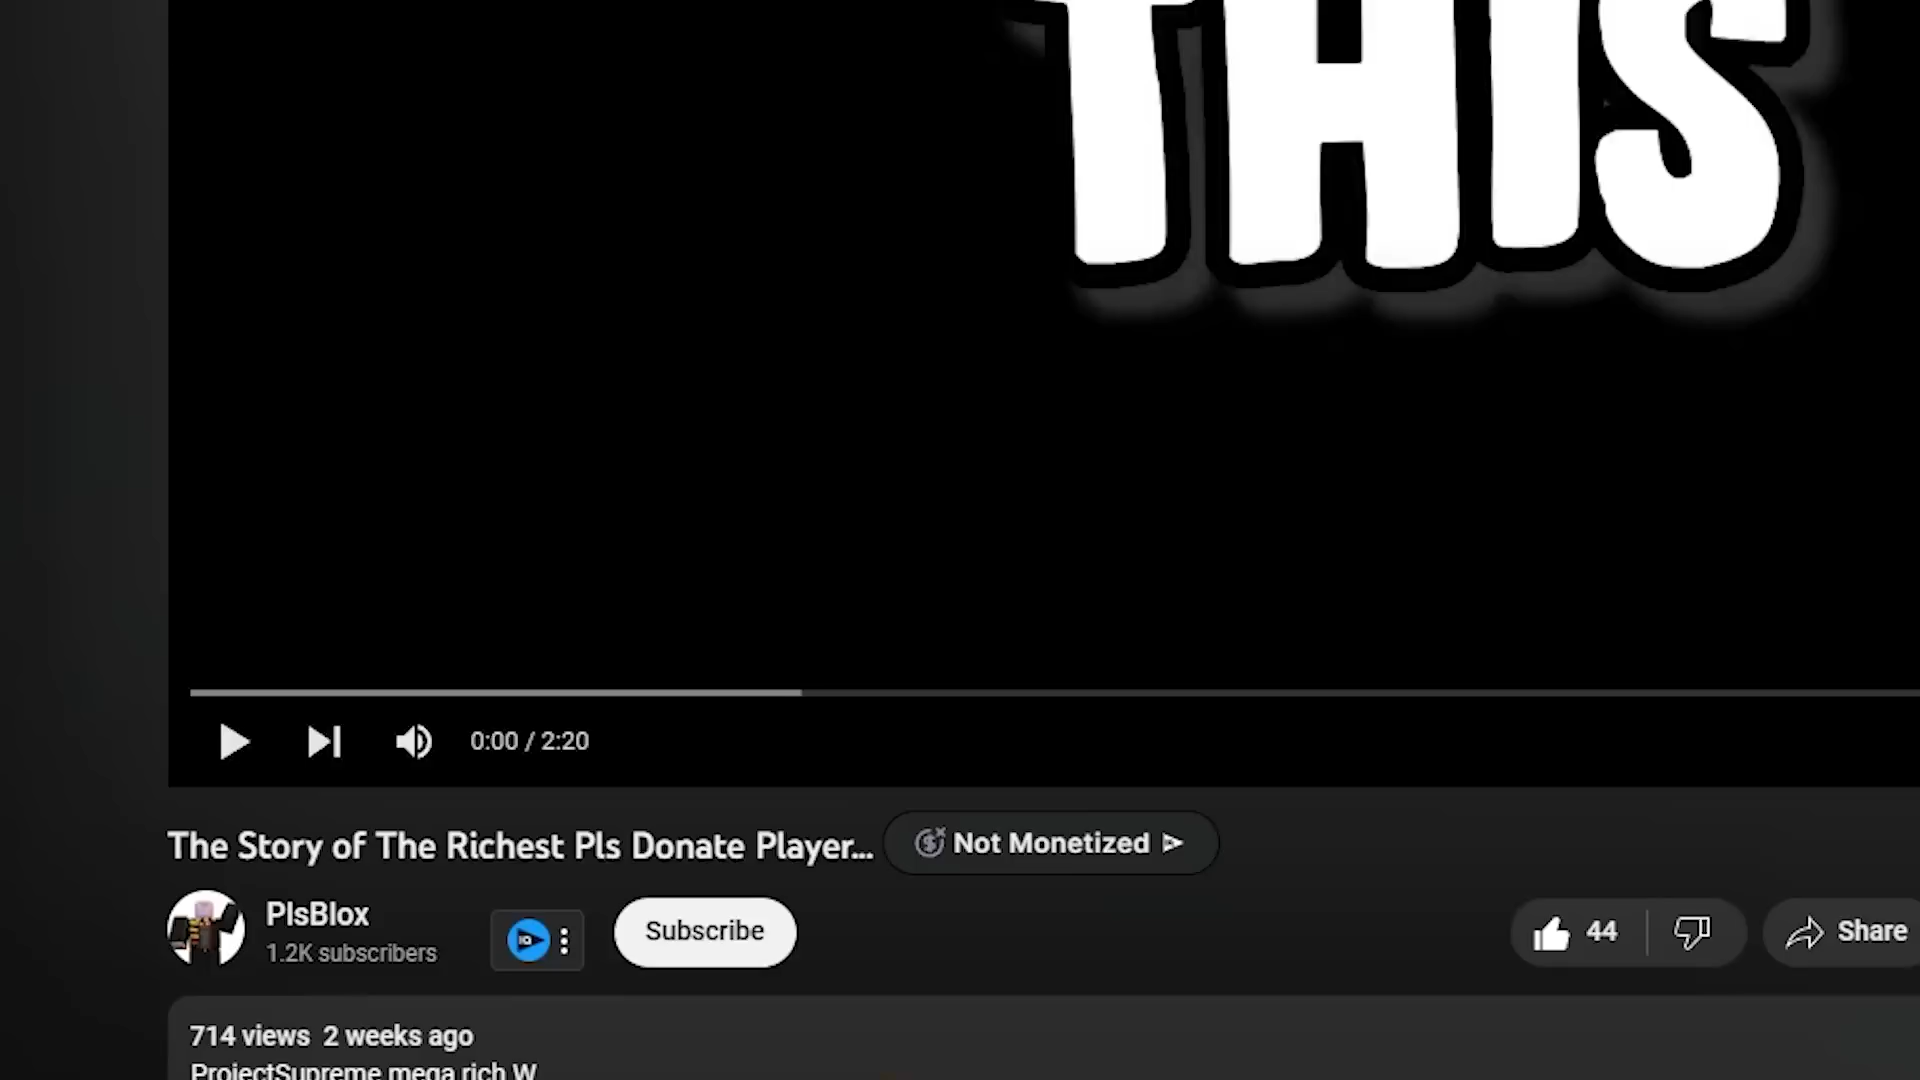 THIS
0:00 / 2:20
The Story of The Richest Pls Donate Player...
Not Monetized
PlsBlox
1.2K subscribers
IQ
Subscribe
44
Share
714 views 2 weeks ago
ProjectSupreme mega rich W